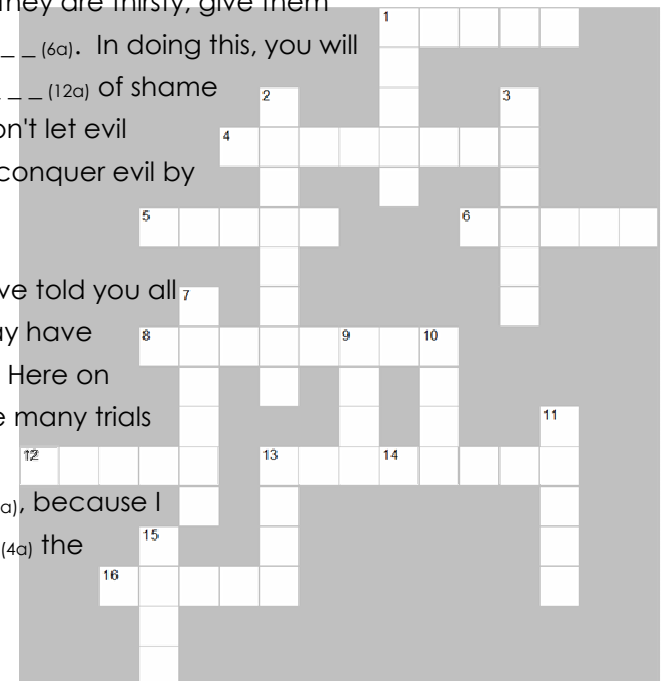 they are thirsty, give them
1
_ (6a). In doing this, you will
_ _ (12a) of shame
2 3
on't let evil 4
conquer evil by
5 6
ve told you all 7
ay have 8 9 10
Here on
e many trials 11
12 13 14
a), because I
15
(4a) the
16